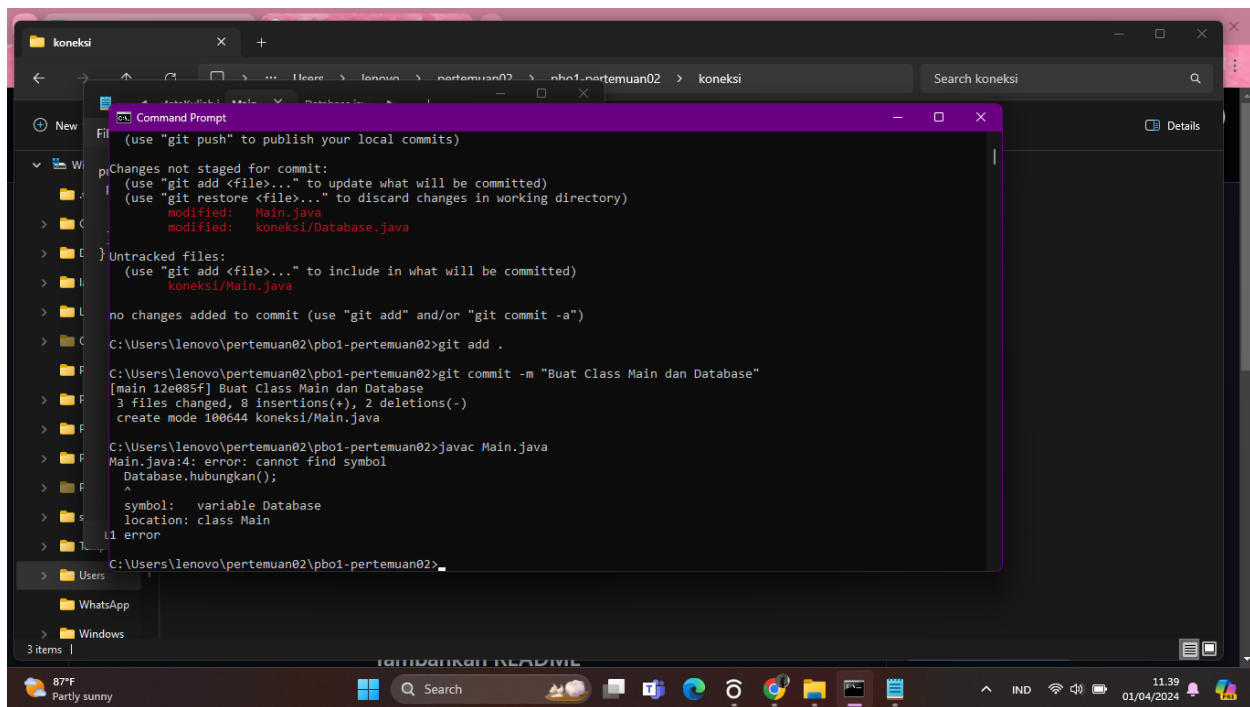 koneksi
Users > lenovo > pertemuan02 > pbo1-pertemuan02 > koneksi
Search koneksi
New
Details
Command Prompt
(use "git push" to publish your local commits)
Changes not staged for commit:
(use "git add <file>..." to update what will be committed)
(use "git restore <file>..." to discard changes in working directory)
modified:   Main.java
modified:   koneksi/Database.java
Untracked files:
(use "git add <file>..." to include in what will be committed)
koneksi/Main.java
no changes added to commit (use "git add" and/or "git commit -a")
C:\Users\lenovo\pertemuan02\pbo1-pertemuan02>git add .
C:\Users\lenovo\pertemuan02\pbo1-pertemuan02>git commit -m "Buat Class Main dan Database"
[main 12e085f] Buat Class Main dan Database
3 files changed, 8 insertions(+), 2 deletions(-)
create mode 100644 koneksi/Main.java
C:\Users\lenovo\pertemuan02\pbo1-pertemuan02>javac Main.java
Main.java:4: error: cannot find symbol
Database.hubungkan();
^
symbol:   variable Database
location: class Main
1 error
C:\Users\lenovo\pertemuan02\pbo1-pertemuan02>
Users
WhatsApp
Windows
3 items
Tambahkan README
87°F
Partly sunny
Search
IND
11.39
01/04/2024